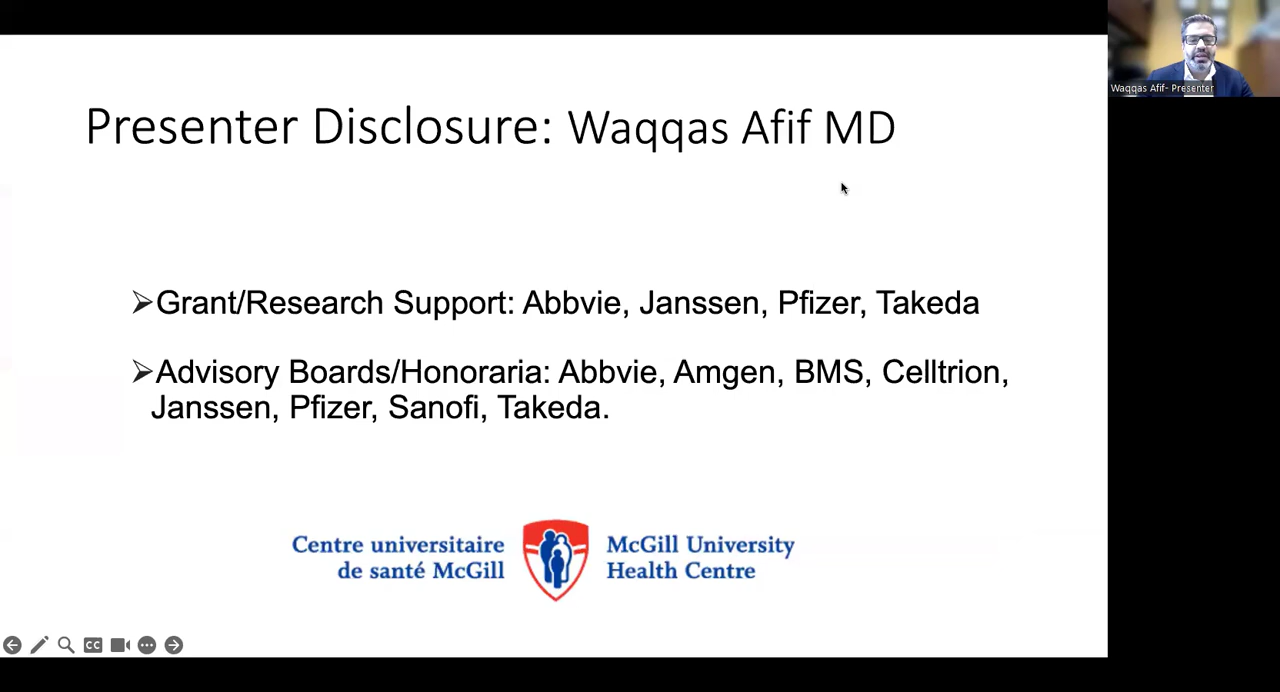 Presenter Disclosure: Waqqas Afif MD
Waqqas Afif- Presenter
➢Grant/Research Support: Abbvie, Janssen, Pfizer, Takeda
➢Advisory Boards/Honoraria: Abbvie, Amgen, BMS, Celltrion,
Janssen, Pfizer, Sanofi, Takeda.
Centre universitaire
de santé McGill
McGill University
Health Centre
CC